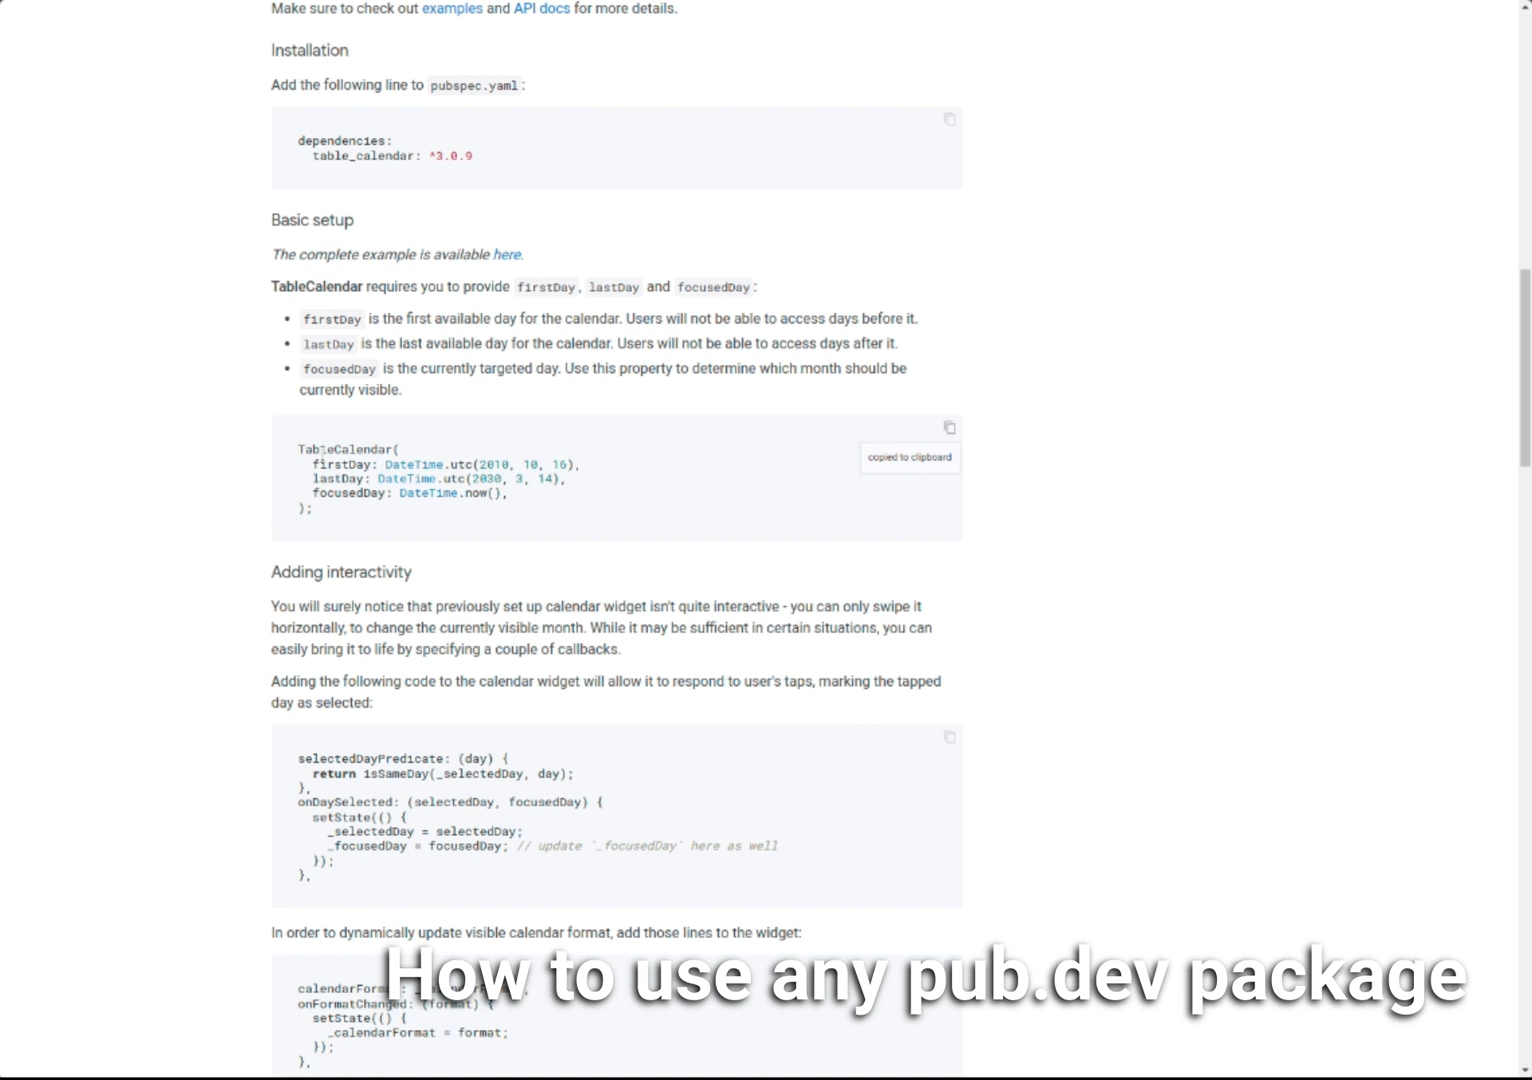 Make sure to check out examples and API docs for more details.
Installation
Add the following line to pubspec.yaml:
dependencies:
  table_calendar: ^3.0.9
Basic setup
The complete example is available here.
TableCalendar requires you to provide firstDay, lastDay and focusedDay:
• firstDay is the first available day for the calendar. Users will not be able to access days before it.
• lastDay is the last available day for the calendar. Users will not be able to access days after it.
• focusedDay is the currently targeted day. Use this property to determine which month should be
currently visible.
TableCalendar(
  firstDay: DateTime.utc(2010, 10, 16),
  lastDay: DateTime.utc(2030, 3, 14),
  focusedDay: DateTime.now(),
);
copied to clipboard
Adding interactivity
You will surely notice that previously set up calendar widget isn't quite interactive - you can only swipe it
horizontally, to change the currently visible month. While it may be sufficient in certain situations, you can
easily bring it to life by specifying a couple of callbacks.
Adding the following code to the calendar widget will allow it to respond to user's taps, marking the tapped
day as selected:
selectedDayPredicate: (day) {
  return isSameDay(_selectedDay, day);
},
onDaySelected: (selectedDay, focusedDay) {
  setState(() {
    _selectedDay = selectedDay;
    _focusedDay = focusedDay; // update `_focusedDay` here as well
  });
},
In order to dynamically update visible calendar format, add those lines to the widget:
How to use any pub.dev package
onFormatChanged: (format) {
  setState(() {
    _calendarFormat = format;
  });
},